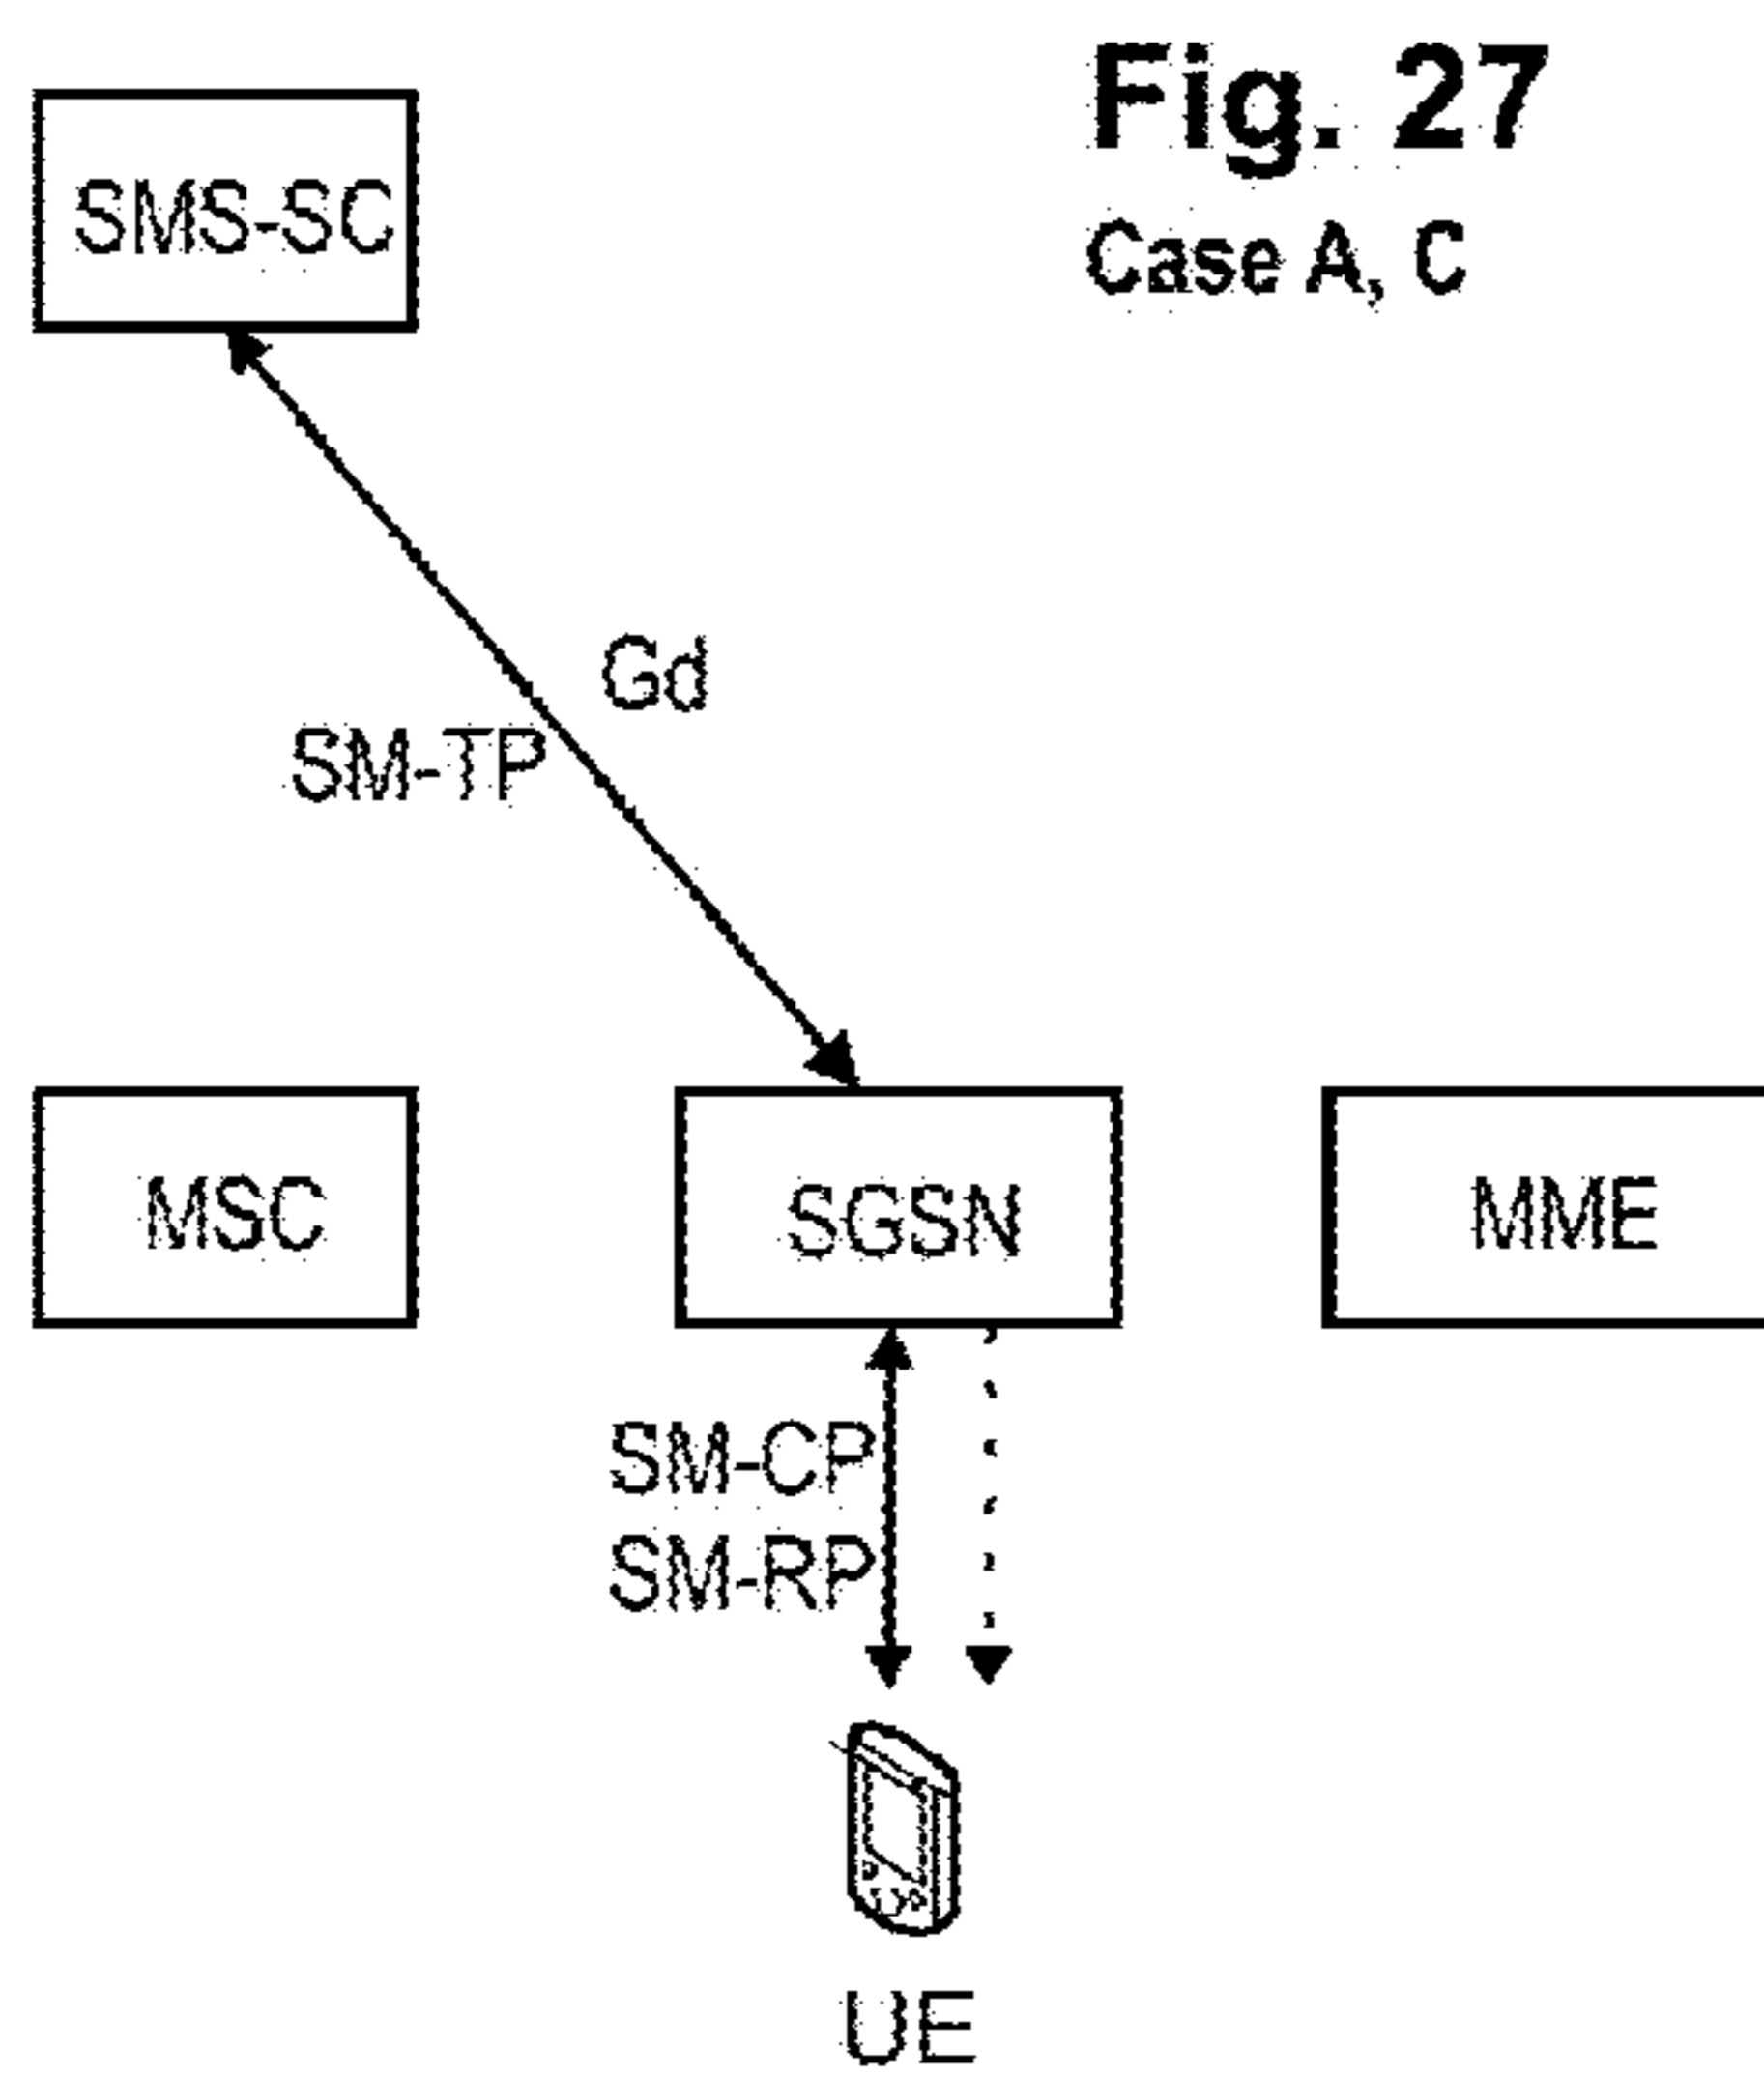 Fig. 27
Case A, C
SMS-SC
Gd
SM-TP
MSC
SGSN
MME
SM-CP
SM-RP
UE